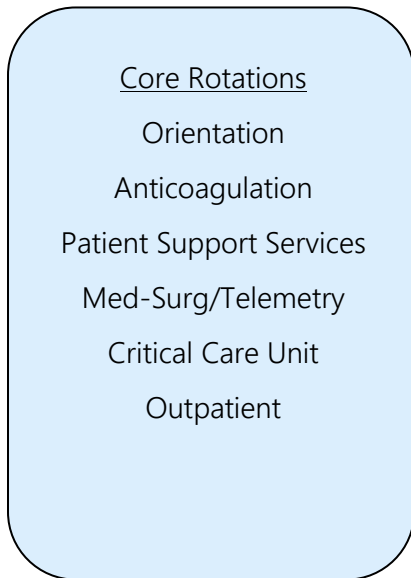 Core Rotations
Orientation
Anticoagulation
Patient Support Services
Med-Surg/Telemetry
Critical Care Unit
Outpatient